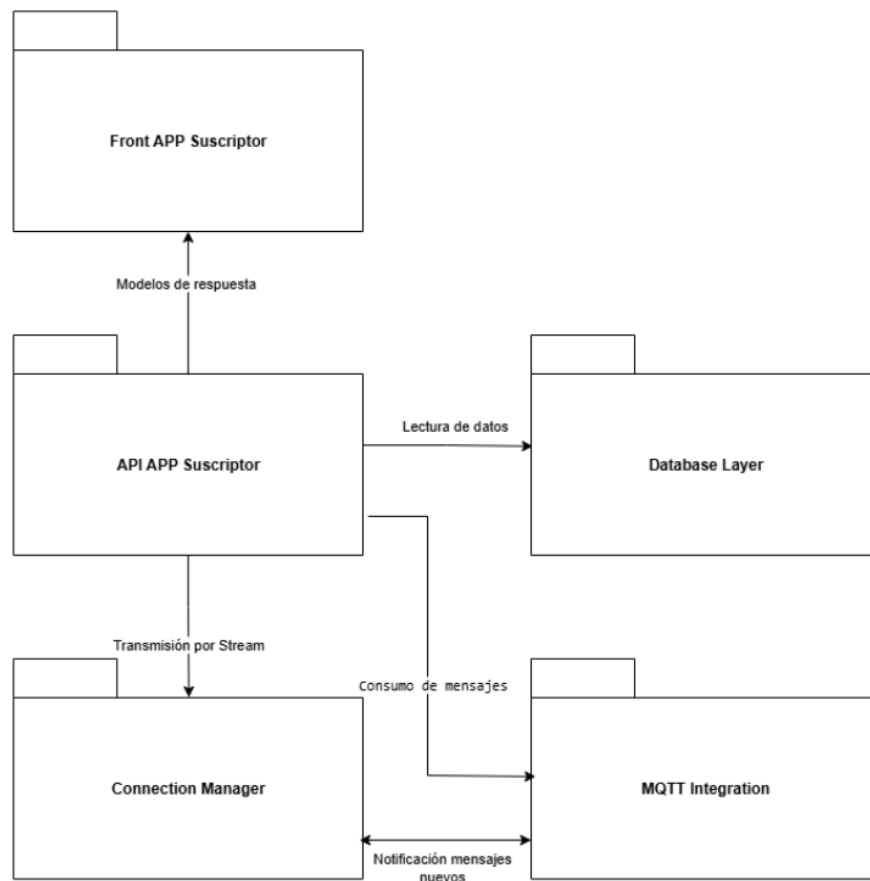 Front APP Suscriptor
Modelos de respuesta
Lectura de datos
API APP Suscriptor
Database Layer
Transmisión por Stream
Consumo de mensajes
Connection Manager
MQTT Integration
Notificación mensajes
nuevos